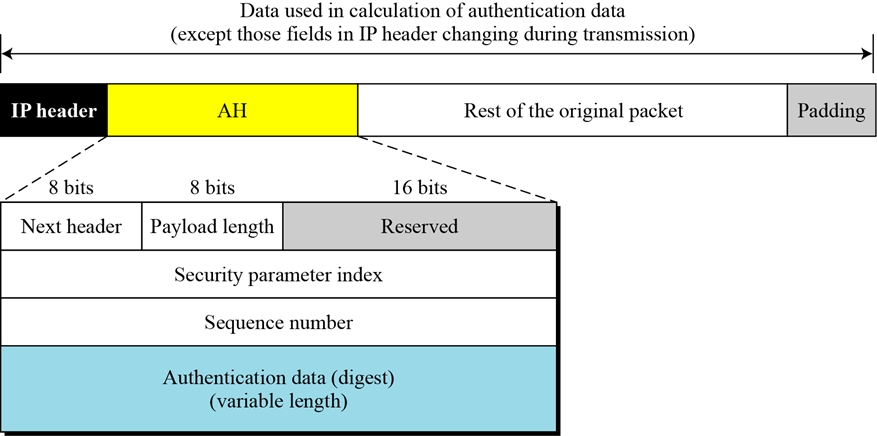 Data used in calculation of authentication data
(except those fields in IP header changing during transmission)
IP header AH Rest of the original packet Padding
8 bits 8 bits 16 bits
Next header Payload length Reserved
Security parameter index
Sequence number
Authentication data (digest)
(variable length)